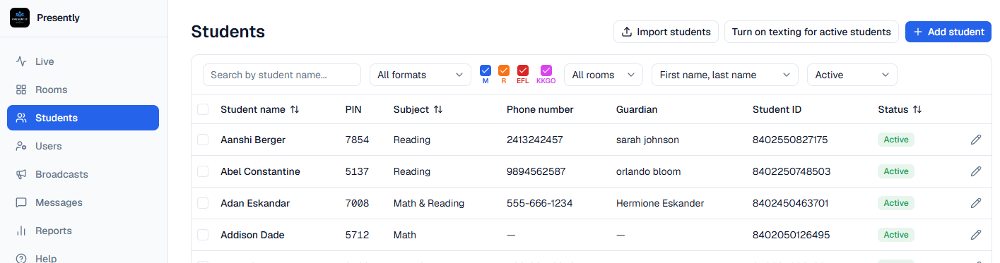 PRESENTLY
Presently
Live
Rooms
Students
Users
Broadcasts
Messages
Reports
Help
Students
Import students
Turn on texting for active students
Add student
Search by student name...
All formats
M
R
EFL
KKGO
All rooms
First name, last name
Active
Student name PIN Subject Phone number Guardian Student ID Status
Aanshi Berger 7854 Reading 2413242457 sarah johnson 8402550827175 Active
Abel Constantine 5137 Reading 9894562587 orlando bloom 8402250748503 Active
Adan Eskandar 7008 Math & Reading 555-666-1234 Hermione Eskander 8402450463701 Active
Addison Dade 5712 Math — — 8402050126495 Active